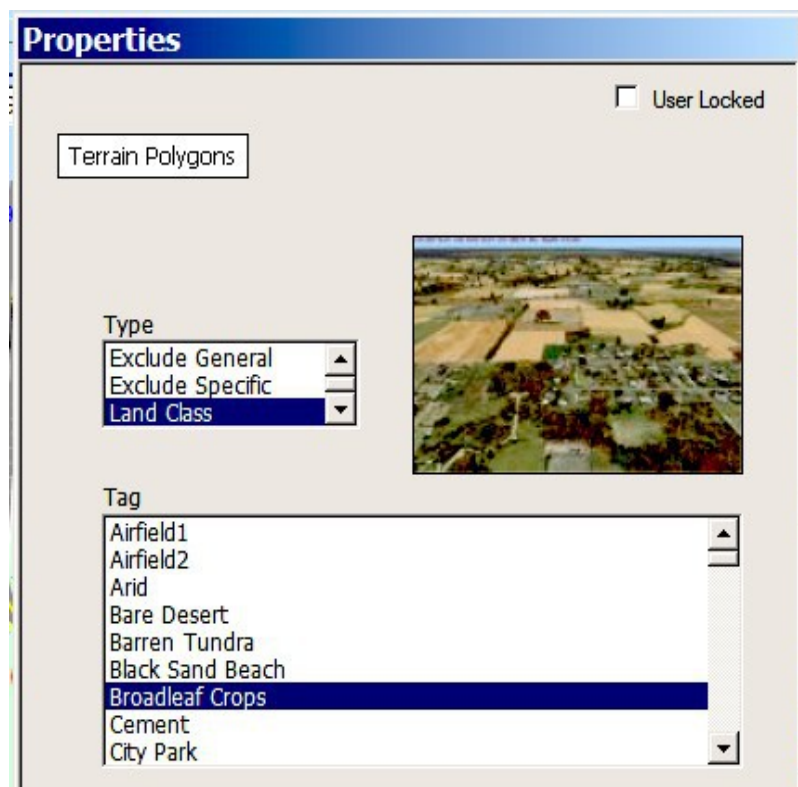 Properties
User Locked
Terrain Polygons
Type
Exclude General
Exclude Specific
Land Class
Tag
Airfield1
Airfield2
Arid
Bare Desert
Barren Tundra
Black Sand Beach
Broadleaf Crops
Cement
City Park